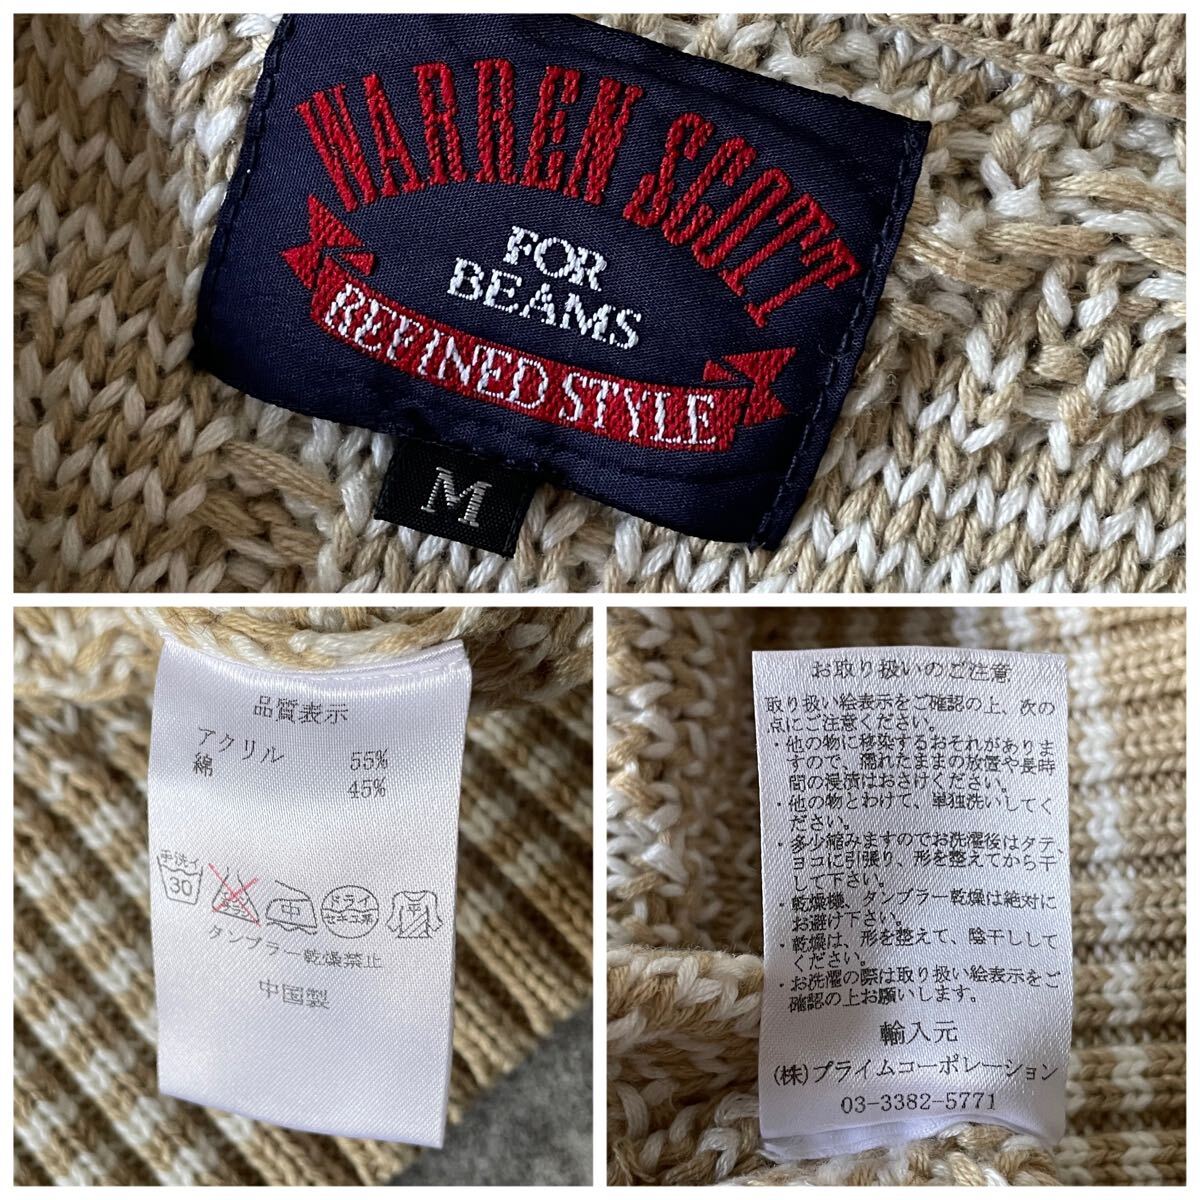 WARREN SCOTT
FOR
BEAMS
REFINED STYLE
M
品質表示
アクリル 55%
綿 45%
手洗イ
30
エンソサラシ
中
ドライ
セキユ系
平
タンブラー乾燥禁止
中国製
お取り扱いのご注意
取り扱い絵表示をご確認の上、次の
点にご注意ください。
・他の物に移染するおそれがありま
すので、濡れたままの放置や長時
間の浸漬はおさけください。
・他の物とわけて、単独洗いしてく
ださい。
・多少縮みますのでお洗濯後はタテ、
ヨコに引張り、形を整えてから干
して下さい。
・乾燥機、タンブラー乾燥は絶対に
お避け下さい。
・乾燥は、形を整えて、陰干しして
ください。
・お洗濯の際は取り扱い絵表示をご
確認の上お願いします。
輸入元
(株)プライムコーポレーション
03-3382-5771